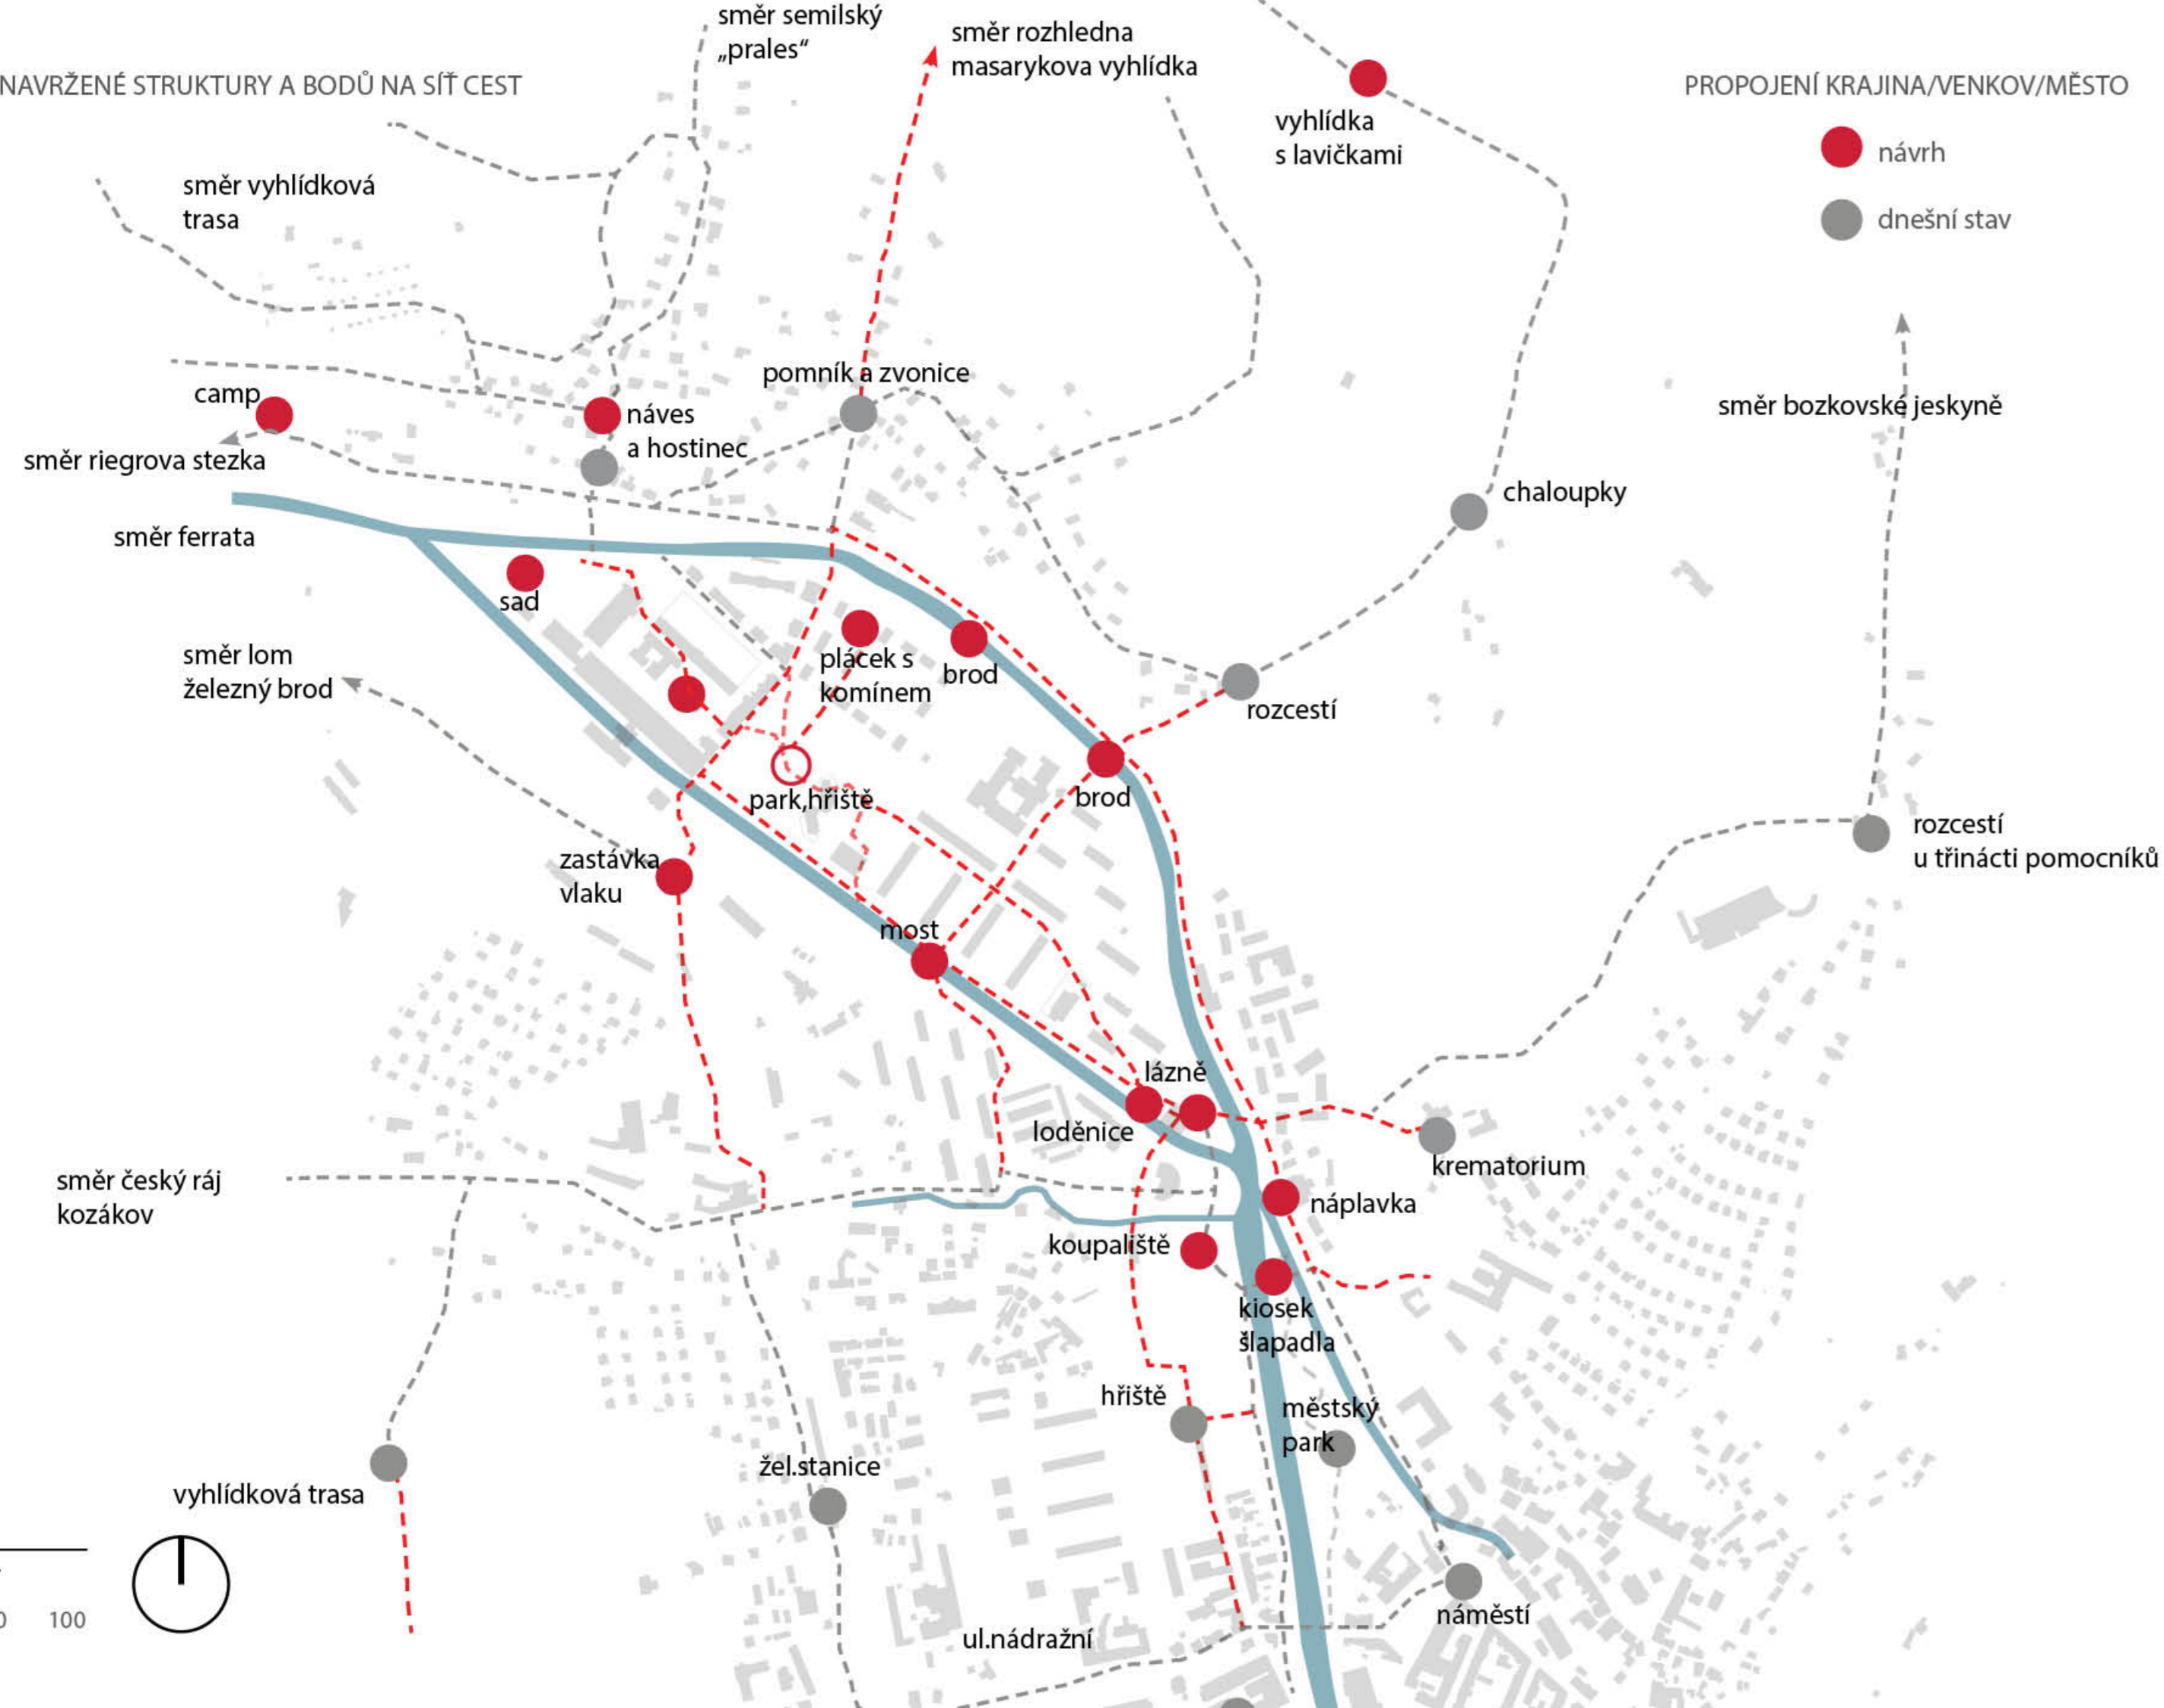 směr semilský
„prales“
směr rozhledna
masarykova vyhlídka
NAVRŽENÉ STRUKTURY A BODŮ NA SÍŤ CEST
PROPOJENÍ KRAJINA/VENKOV/MĚSTO
návrh
dnešní stav
vyhlídka
s lavičkami
směr vyhlídková
trasa
pomník a zvonice
camp
náves
a hostinec
směr bozkovské jeskyně
směr riegrova stezka
chaloupky
směr ferrata
sad
směr lom
železný brod
plácek s
komínem
brod
rozcestí
park,hřiště
brod
rozcestí
u třinácti pomocníků
zastávka
vlaku
most
lázně
loděnice
krematorium
směr český ráj
kozákov
náplavka
koupaliště
kiosek
šlapadla
hřiště
městský
park
žel.stanice
vyhlídková trasa
náměstí
100
ul.nádražní